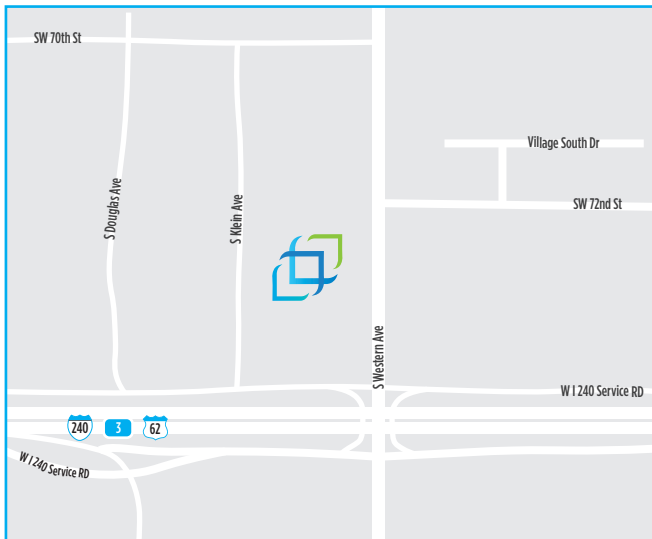 SW 70th St
Village South Dr
S Douglas Ave
S Klein Ave
SW 72nd St
S Western Ave
W I 240 Service RD
240
3
62
W I 240 Service RD